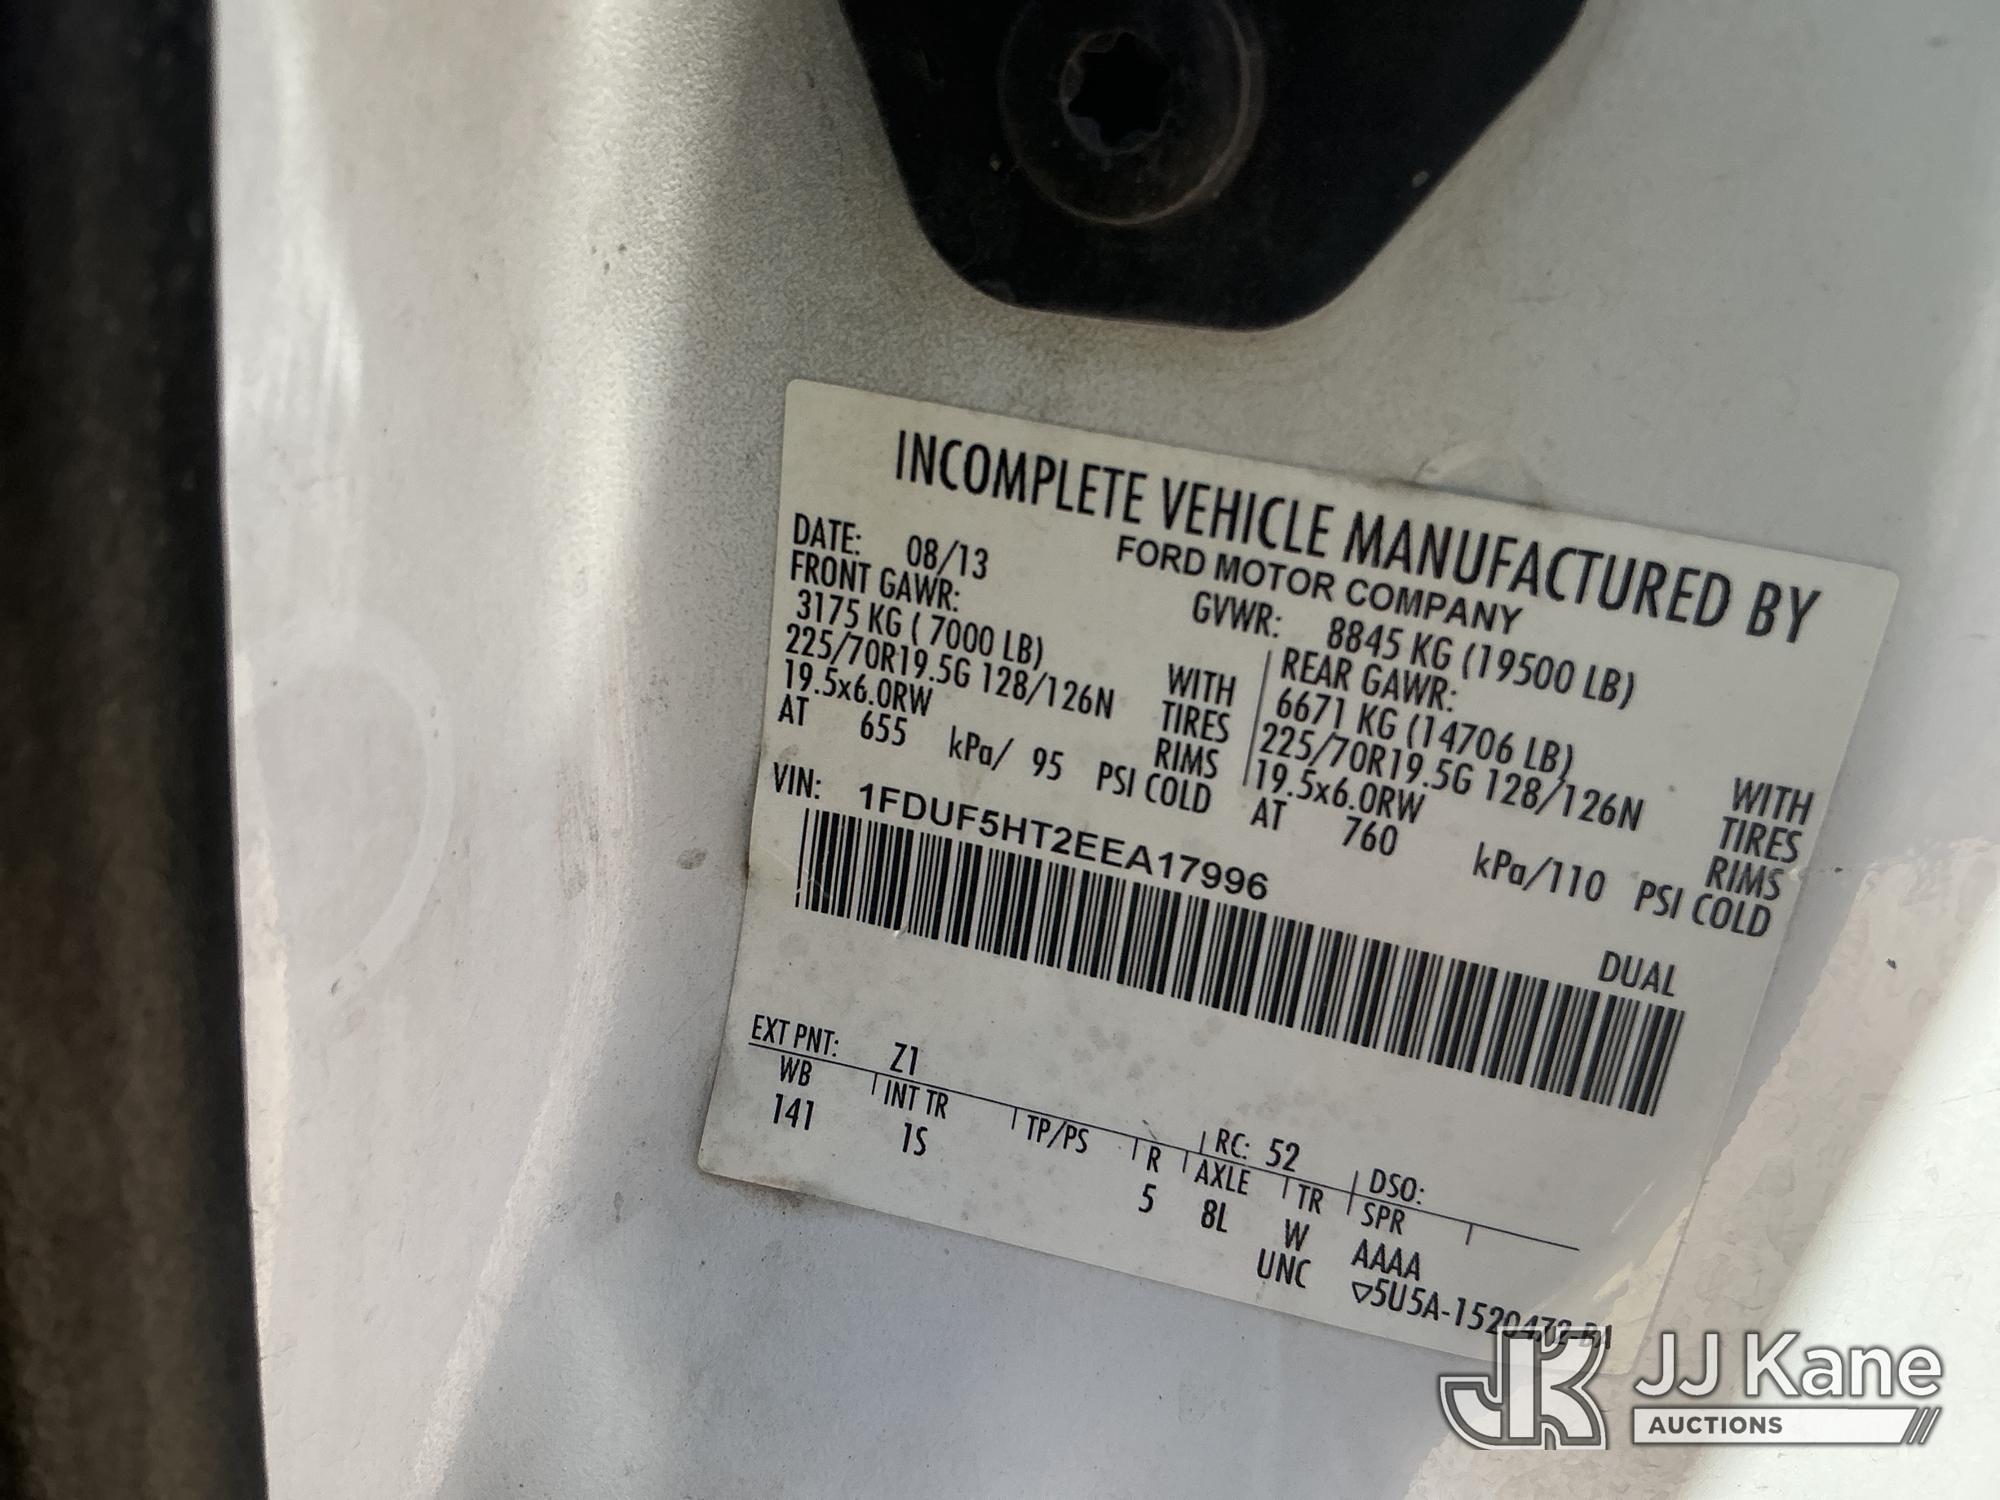 INCOMPLETE VEHICLE MANUFACTURED BY
FORD MOTOR COMPANY
DATE: 08/13 GVWR: 8845 KG (19500 LB)
FRONT GAWR: REAR GAWR:
3175 KG ( 7000 LB) WITH 6671 KG (14706 LB) WITH
225/70R19.5G 128/126N TIRES 225/70R19.5G 128/126N TIRES
19.5x6.0RW RIMS 19.5x6.0RW RIMS
AT 655 kPa/ 95 PSI COLD AT 760 kPa/110 PSI COLD
VIN: 1FDUF5HT2EEA17996
DUAL
EXT PNT: Z1 RC: 52 DSO:
WB INT TR TP/PS R AXLE TR SPR
141 1S 5 8L W AAAA
UNC ▽5U5A-1520472-BA
JK JJ Kane
AUCTIONS